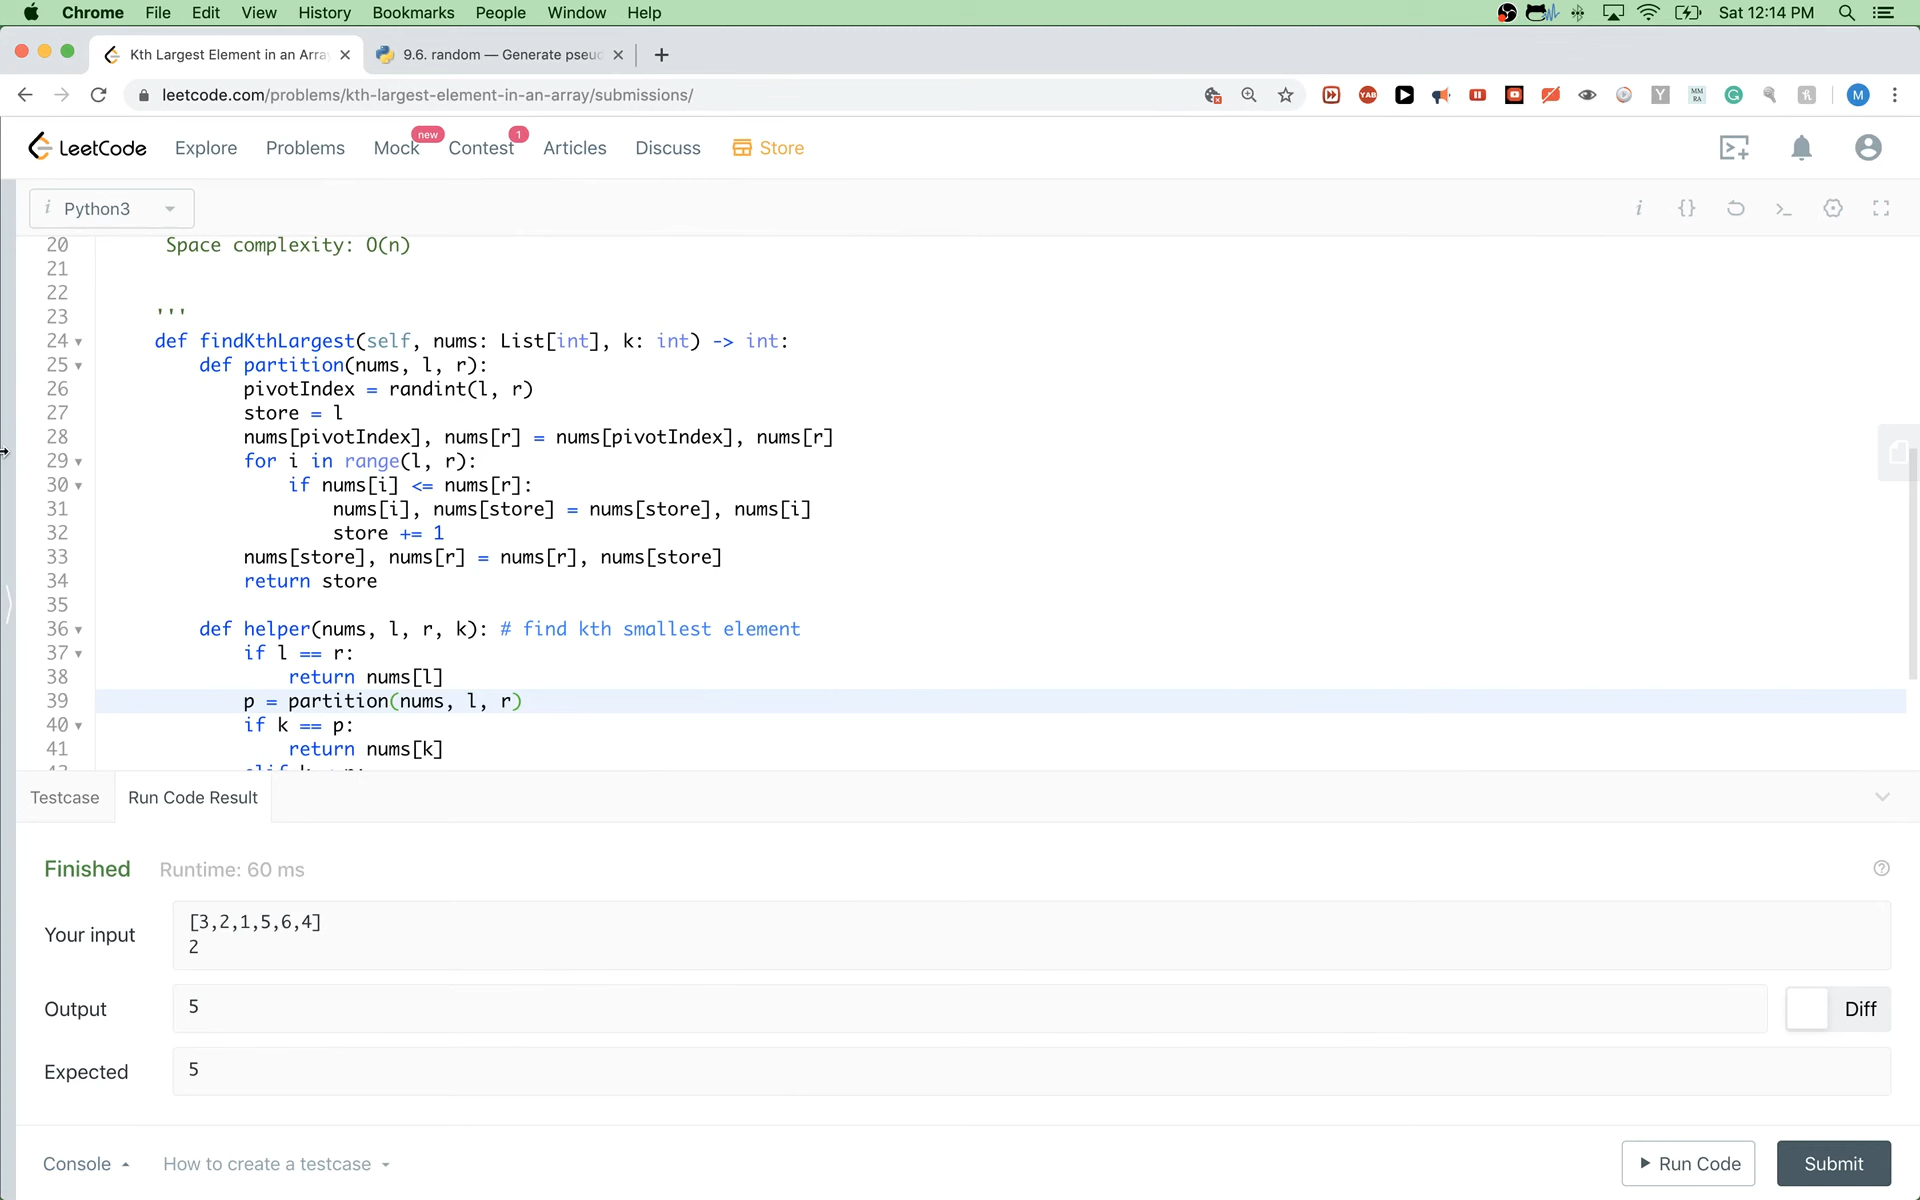 Chrome File Edit View History Bookmarks People Window Help Sat 12:14 PM
Kth Largest Element in an Arra 9.6. random — Generate pseud
leetcode.com/problems/kth-largest-element-in-an-array/submissions/
LeetCode Explore Problems Mock new Contest 1 Articles Discuss Store
i Python3
20 Space complexity: O(n)
21
22
23 '''
24 def findKthLargest(self, nums: List[int], k: int) -> int:
25 def partition(nums, l, r):
26 pivotIndex = randint(l, r)
27 store = l
28 nums[pivotIndex], nums[r] = nums[pivotIndex], nums[r]
29 for i in range(l, r):
30 if nums[i] <= nums[r]:
31 nums[i], nums[store] = nums[store], nums[i]
32 store += 1
33 nums[store], nums[r] = nums[r], nums[store]
34 return store
35
36 def helper(nums, l, r, k): # find kth smallest element
37 if l == r:
38 return nums[l]
39 p = partition(nums, l, r)
40 if k == p:
41 return nums[k]
Testcase Run Code Result
Finished Runtime: 60 ms
Your input
[3,2,1,5,6,4]
2
Output 5 Diff
Expected 5
Console How to create a testcase Run Code Submit